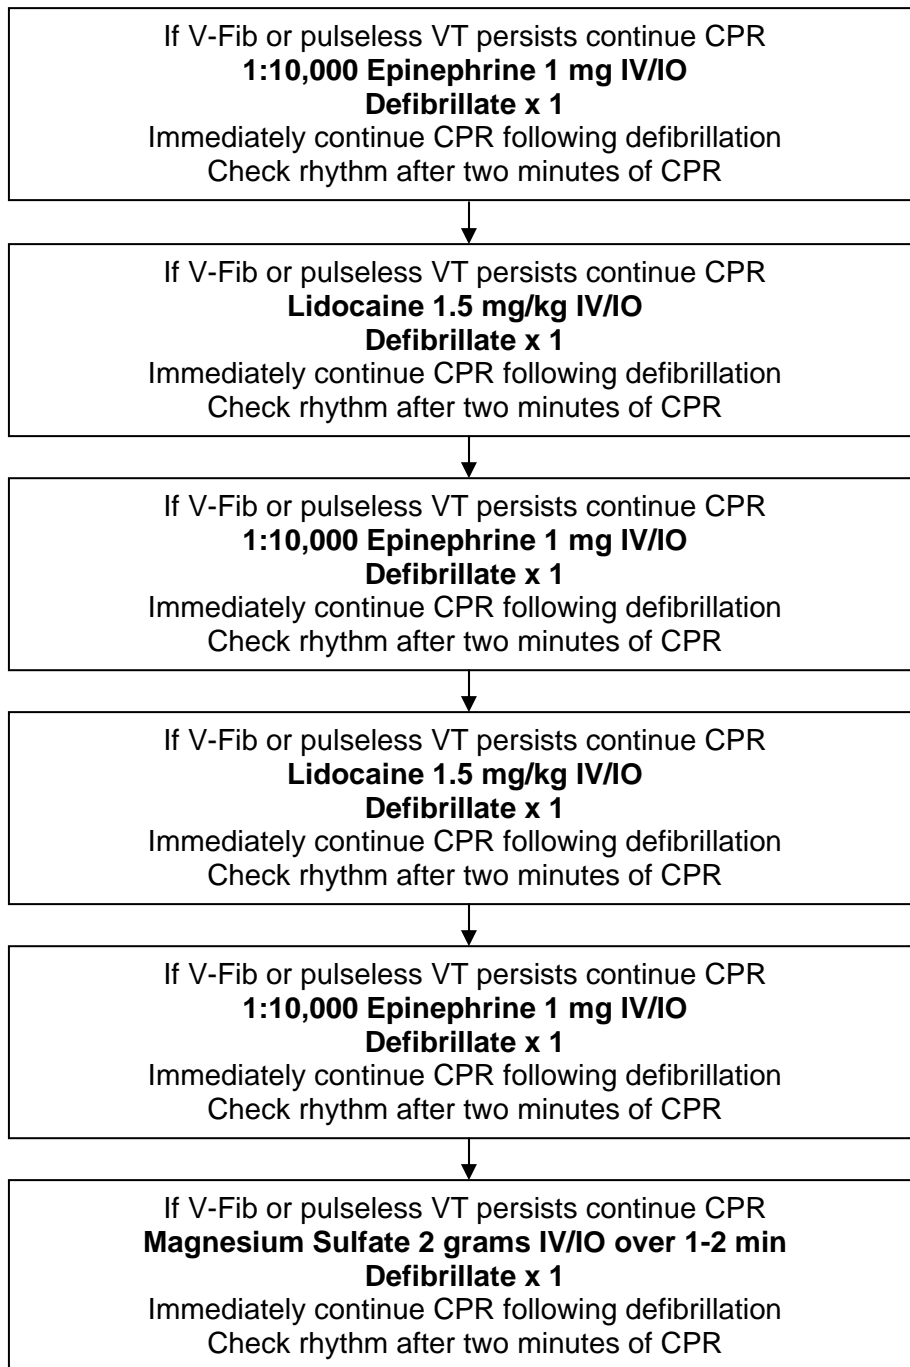 If V-Fib or pulseless VT persists continue CPR
1:10,000 Epinephrine 1 mg IV/IO
Defibrillate x 1
Immediately continue CPR following defibrillation
Check rhythm after two minutes of CPR
If V-Fib or pulseless VT persists continue CPR
Lidocaine 1.5 mg/kg IV/IO
Defibrillate x 1
Immediately continue CPR following defibrillation
Check rhythm after two minutes of CPR
If V-Fib or pulseless VT persists continue CPR
1:10,000 Epinephrine 1 mg IV/IO
Defibrillate x 1
Immediately continue CPR following defibrillation
Check rhythm after two minutes of CPR
If V-Fib or pulseless VT persists continue CPR
Lidocaine 1.5 mg/kg IV/IO
Defibrillate x 1
Immediately continue CPR following defibrillation
Check rhythm after two minutes of CPR
If V-Fib or pulseless VT persists continue CPR
1:10,000 Epinephrine 1 mg IV/IO
Defibrillate x 1
Immediately continue CPR following defibrillation
Check rhythm after two minutes of CPR
If V-Fib or pulseless VT persists continue CPR
Magnesium Sulfate 2 grams IV/IO over 1-2 min
Defibrillate x 1
Immediately continue CPR following defibrillation
Check rhythm after two minutes of CPR